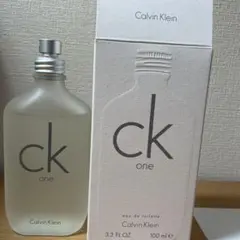 Calvin Klein
ck
one
Calvin Klein
ck
one
eau de toilette
Calvin Klein
3.3 FL.OZ. 100 ml e